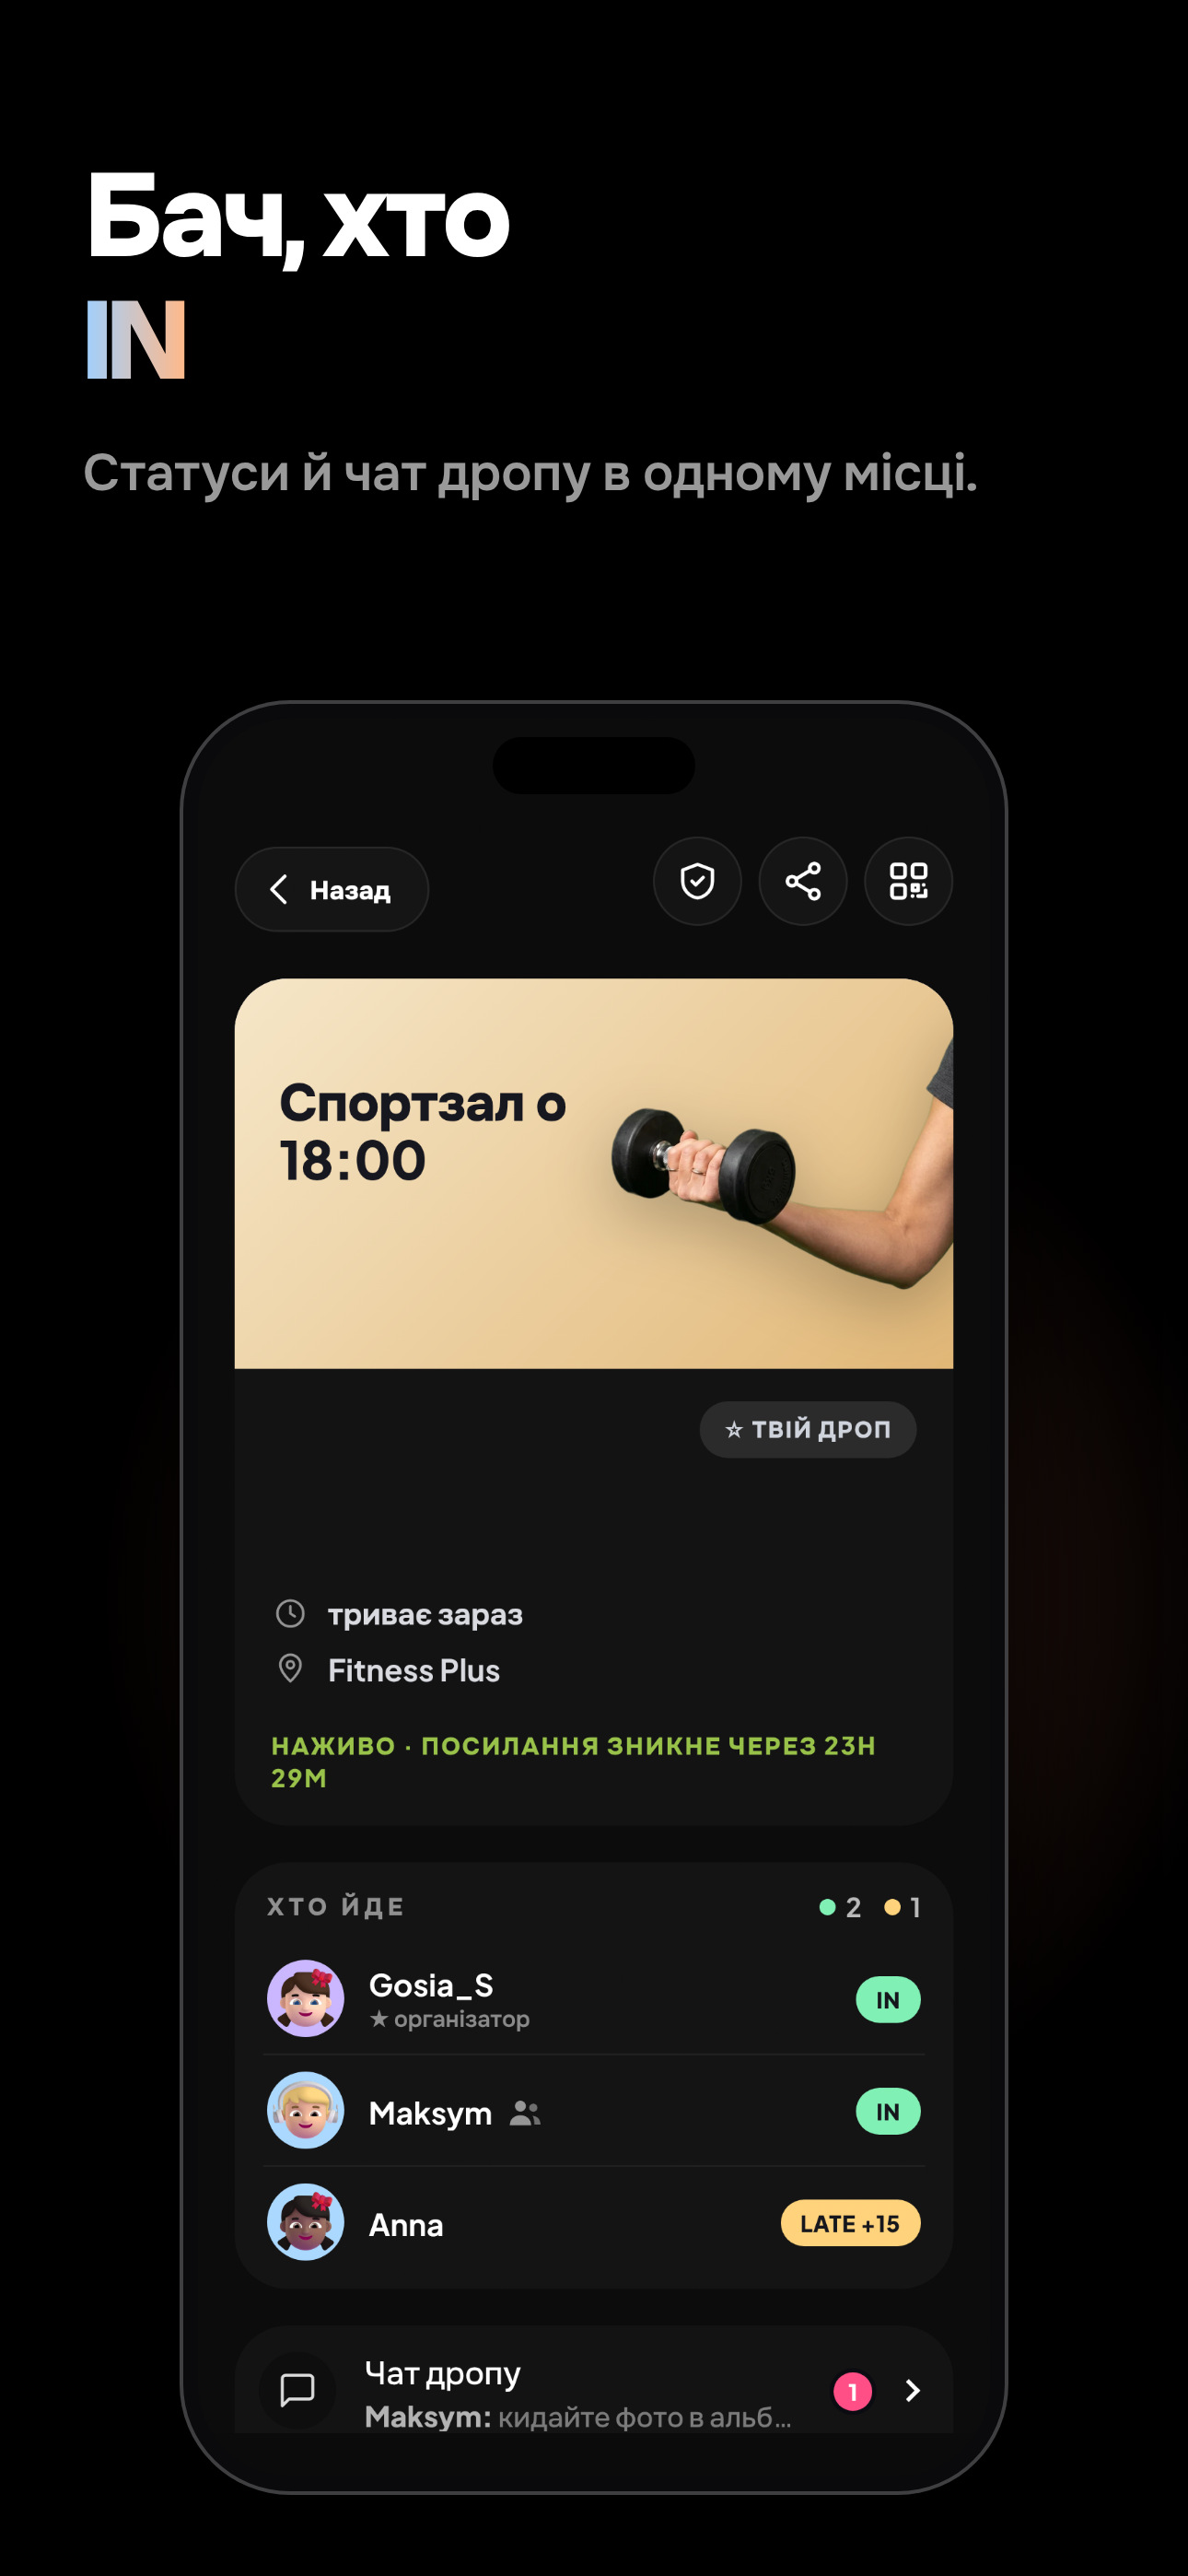 Бач, хто
IN
Статуси й чат дропу в одному місці.
Назад
Спортзал о
18:00
☆ ТВІЙ ДРОП
триває зараз
Fitness Plus
НАЖИВО · ПОСИЛАННЯ ЗНИКНЕ ЧЕРЕЗ 23H
29M
ХТО ЙДЕ
2 1
Gosia_S
★ організатор
IN
Maksym
IN
Anna
LATE +15
Чат дропу
1
Maksym: кидайте фото в альб...